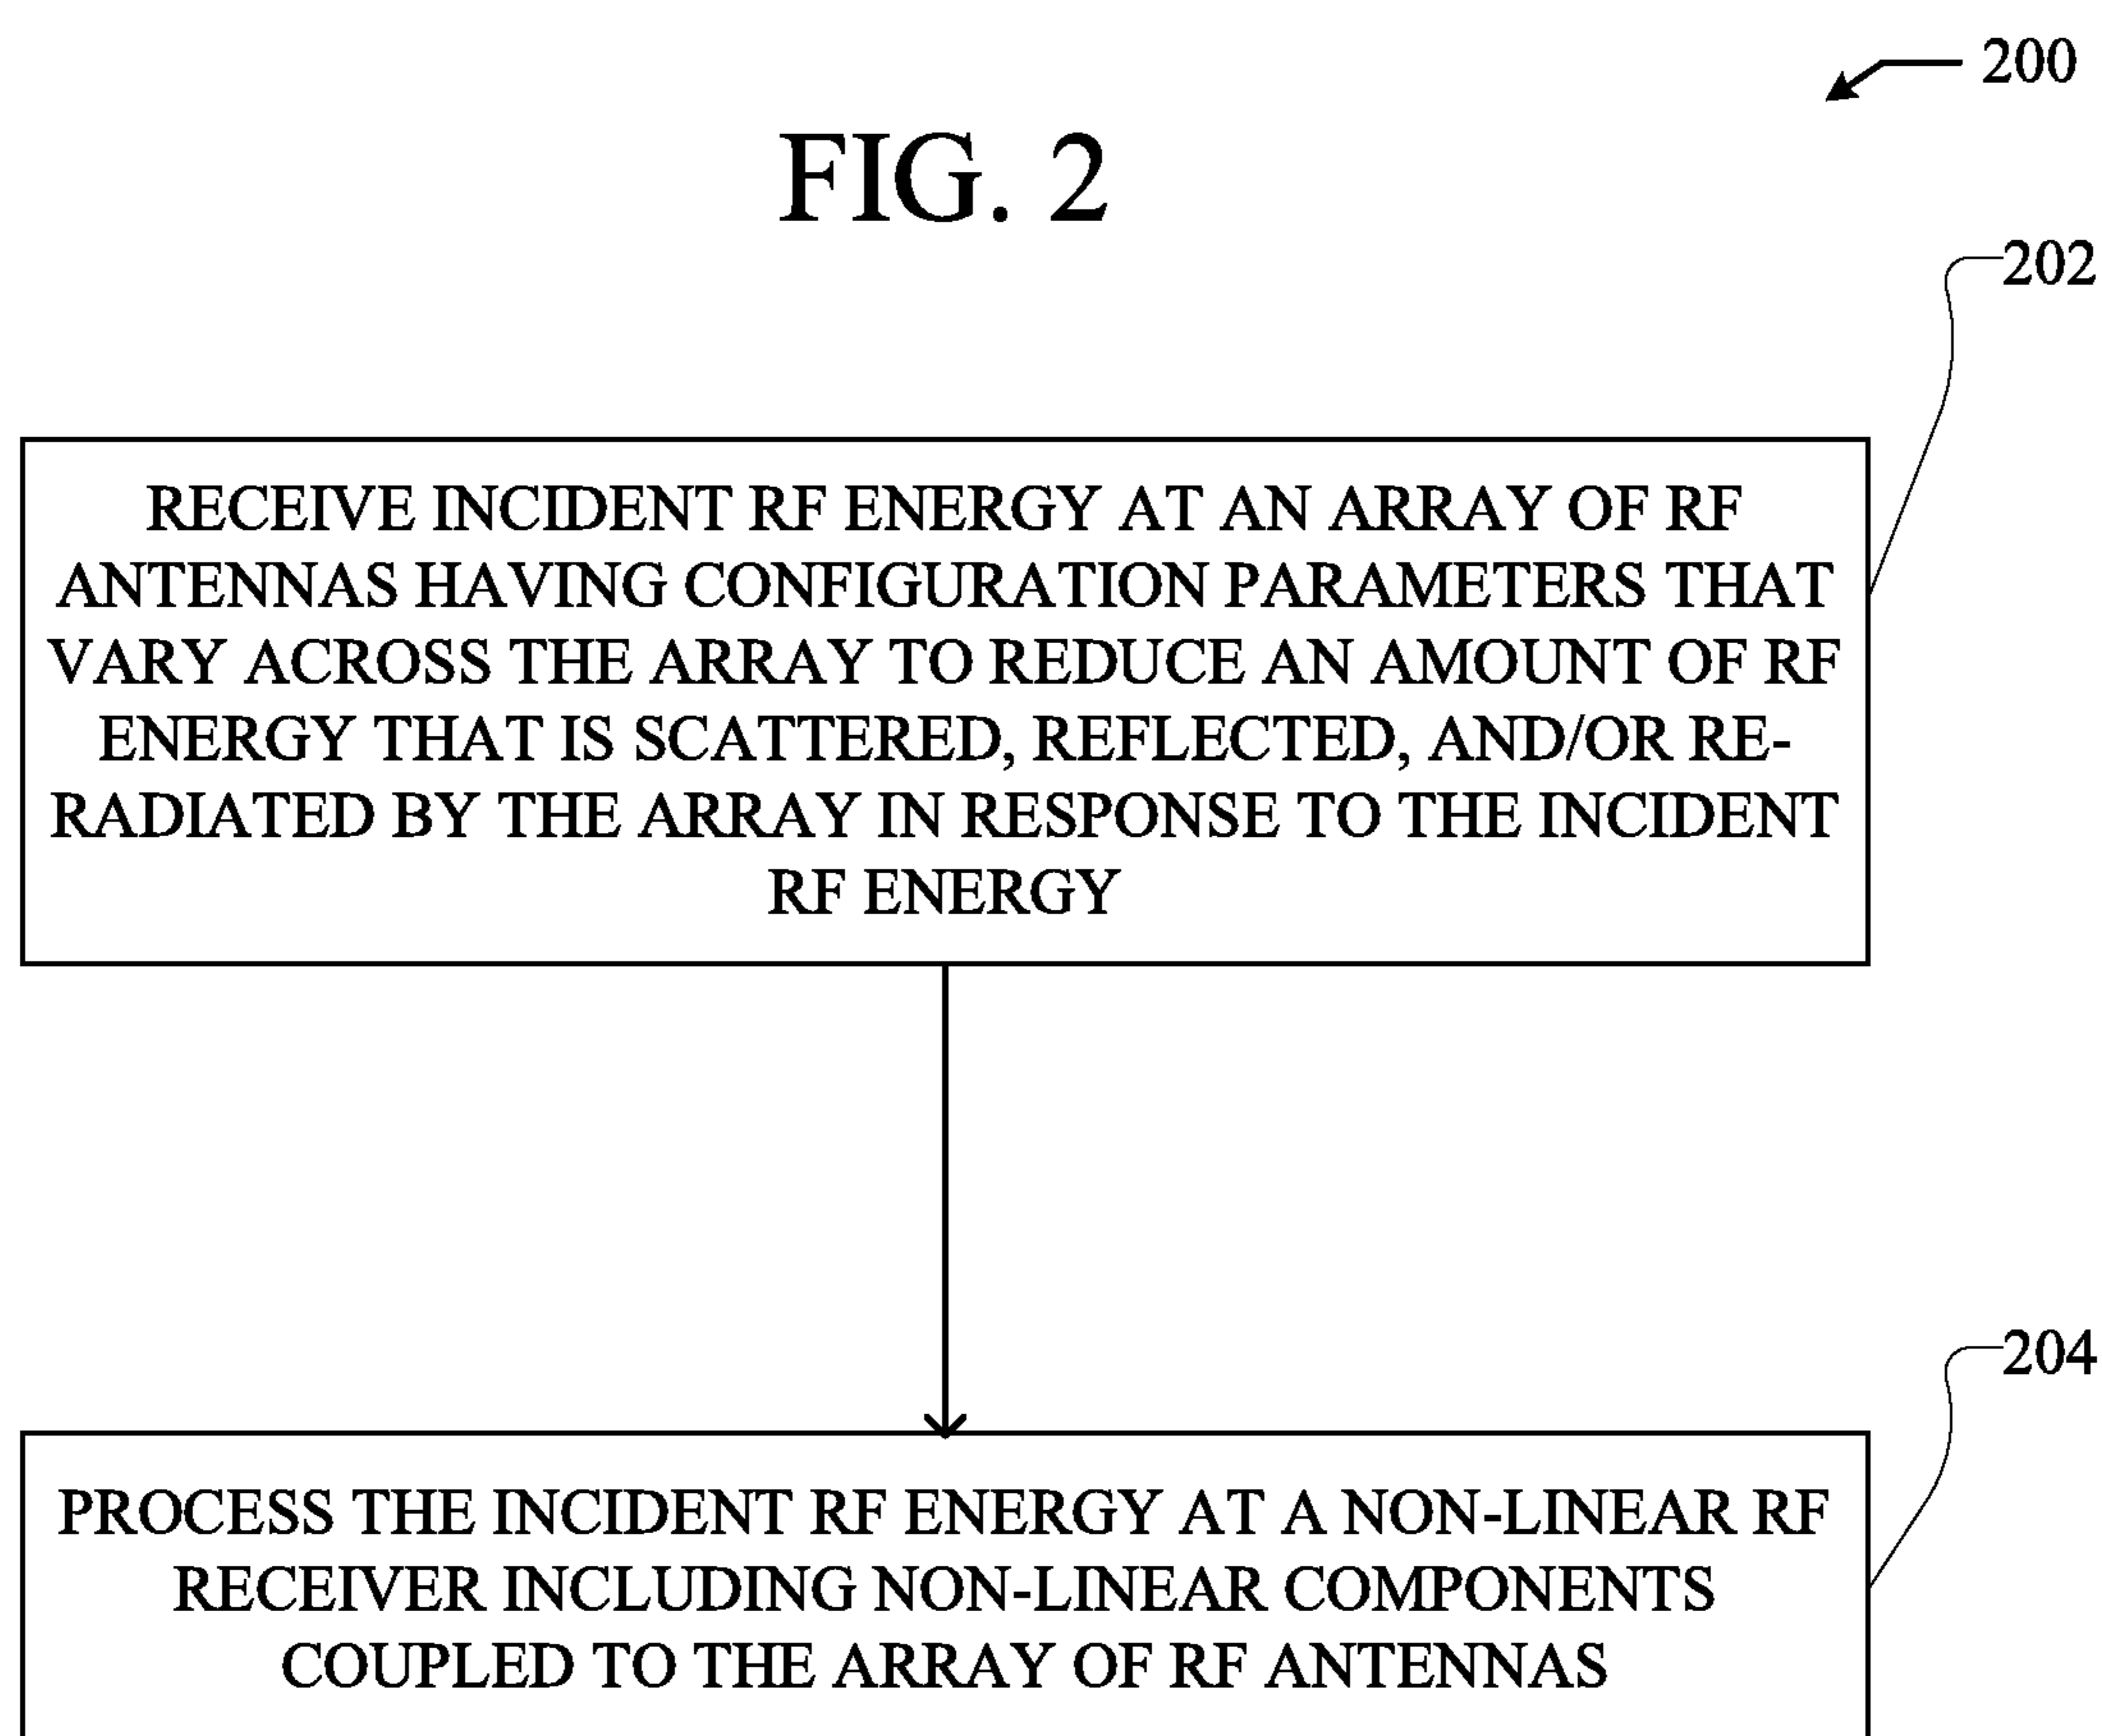 200
FIG. 2
202
RECEIVE INCIDENT RF ENERGY AT AN ARRAY OF RF
ANTENNAS HAVING CONFIGURATION PARAMETERS THAT
VARY ACROSS THE ARRAY TO REDUCE AN AMOUNT OF RF
ENERGY THAT IS SCATTERED, REFLECTED, AND/OR RE-
RADIATED BY THE ARRAY IN RESPONSE TO THE INCIDENT
RF ENERGY
204
PROCESS THE INCIDENT RF ENERGY AT A NON-LINEAR RF
RECEIVER INCLUDING NON-LINEAR COMPONENTS
COUPLED TO THE ARRAY OF RF ANTENNAS